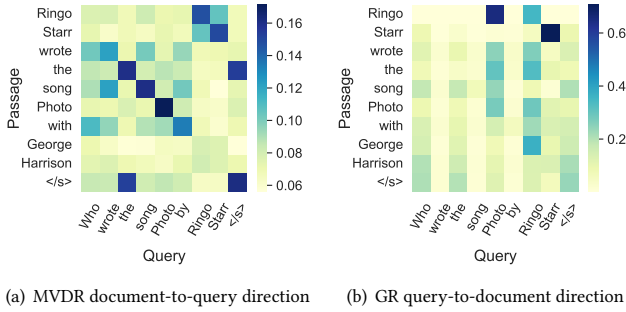 Ringo
Starr
wrote
the
song
Photo
with
George
Harrison
</s>
Passage
Who
wrote
the
song
Photo
by
Ringo
Starr
</s>
Query
0.16
0.14
0.12
0.10
0.08
0.06
(a) MVDR document-to-query direction
Ringo
Starr
wrote
the
song
Photo
with
George
Harrison
</s>
Passage
Who
wrote
the
song
Photo
by
Ringo
Starr
</s>
Query
0.6
0.4
0.2
(b) GR query-to-document direction